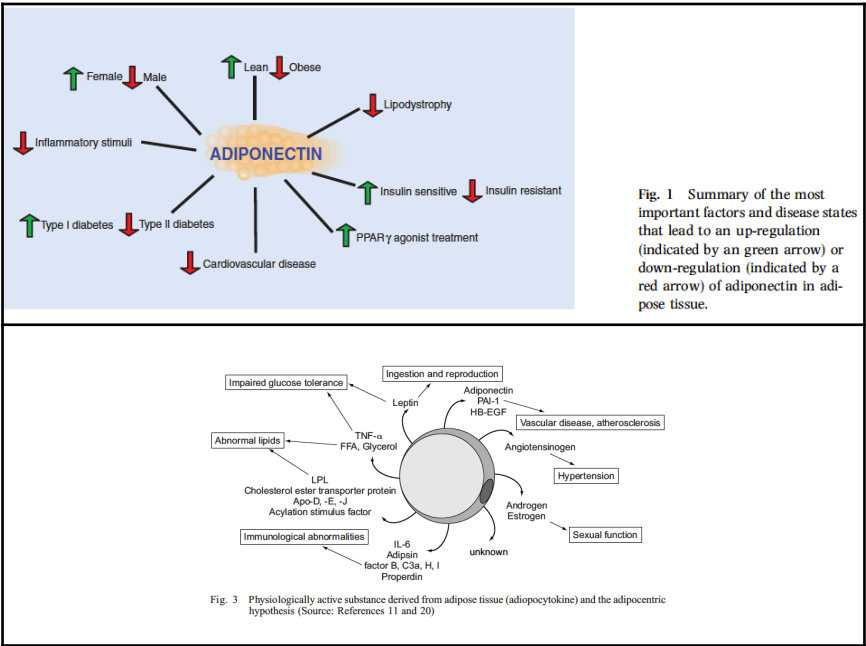 Female Male
Lean Obese
Lipodystrophy
Inflammatory stimuli
ADIPONECTIN
Insulin sensitive Insulin resistant
Type I diabetes Type II diabetes
PPARγ agonist treatment
Cardiovascular disease
Fig. 1 Summary of the most
important factors and disease states
that lead to an up-regulation
(indicated by an green arrow) or
down-regulation (indicated by a
red arrow) of adiponectin in adi-
pose tissue.
Ingestion and reproduction
Impaired glucose tolerance
Leptin
Adiponectin
PAI-1
HB-EGF
Vascular disease, atherosclerosis
TNF-α
FFA, Glycerol
Abnormal lipids
Angiotensinogen
Hypertension
LPL
Cholesterol ester transporter protein
Apo-D, -E, -J
Acylation stimulus factor
Androgen
Estrogen
Sexual function
Immunological abnormalities
IL-6
Adipsin
factor B, C3a, H, I
Properdin
unknown
Fig. 3 Physiologically active substance derived from adipose tissue (adiopocytokine) and the adipocentric
hypothesis (Source: References 11 and 20)